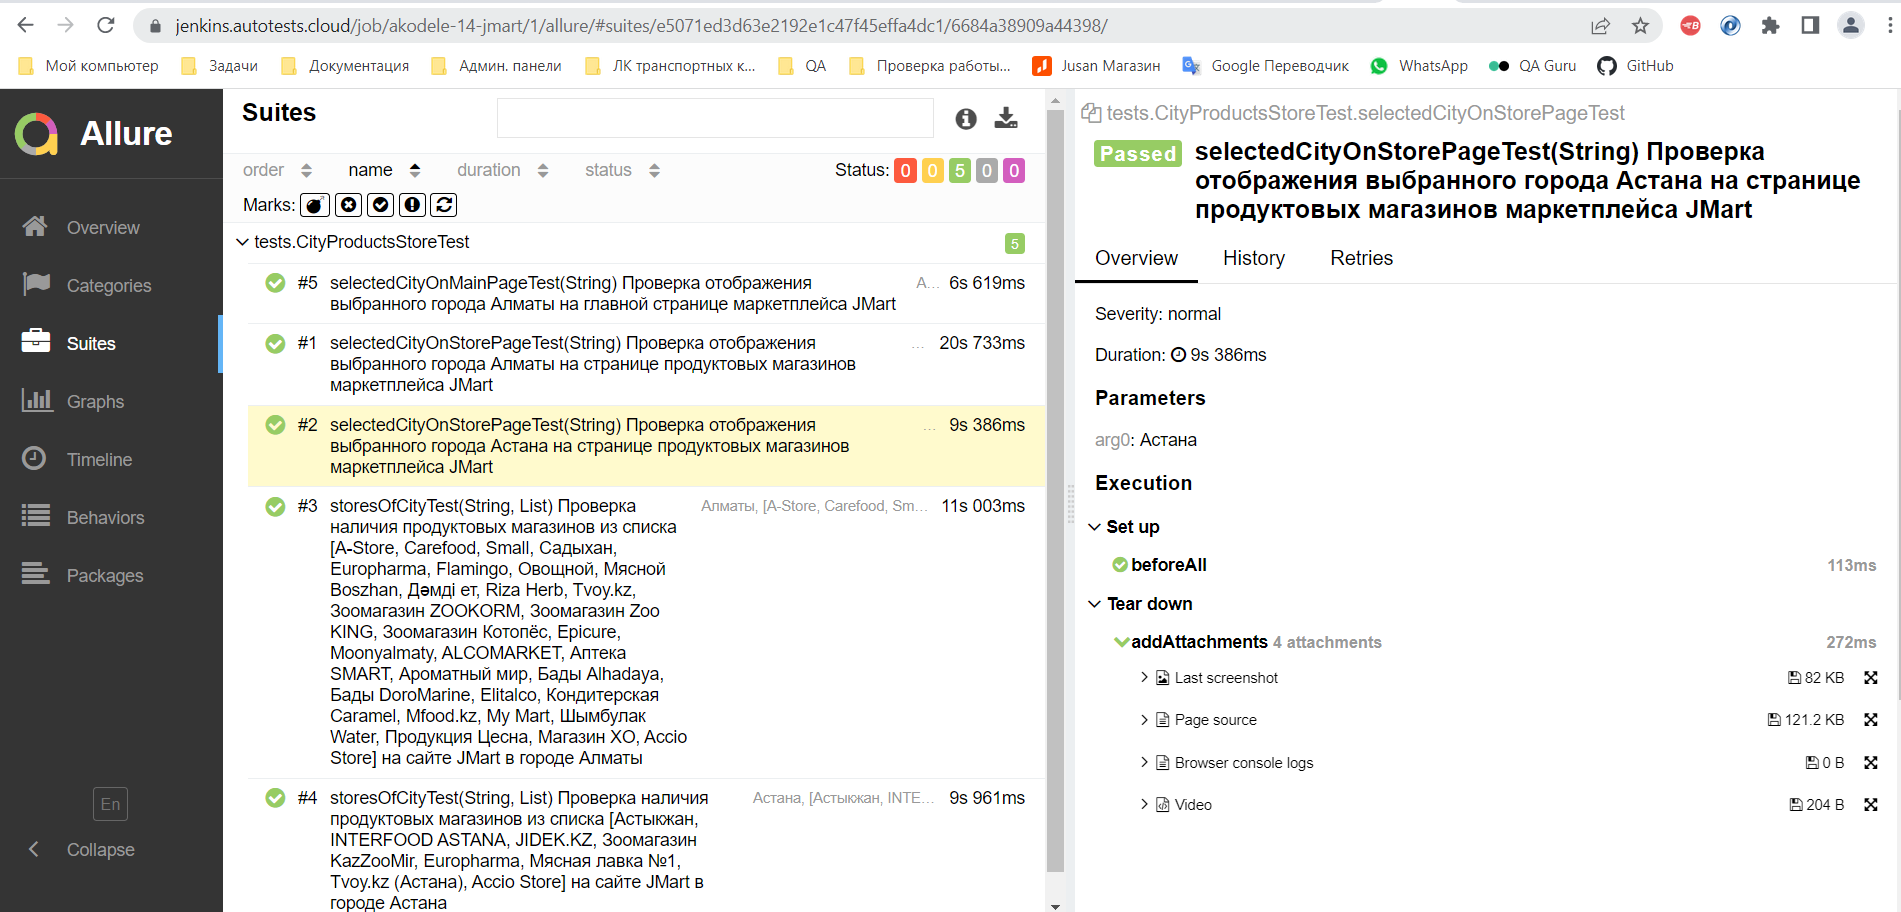 jenkins.autotests.cloud/job/akodele-14-jmart/1/allure/#suites/e5071ed3d63e2192e1c47f45effa4dc1/6684a38909a44398/
Мой компьютер Задачи Документация Админ. панели ЛК транспортных к... QA Проверка работы... Jusan Магазин Google Переводчик WhatsApp QA Guru GitHub
Allure
Overview
Categories
Suites
Graphs
Timeline
Behaviors
Packages
En
Collapse
Suites
order name duration status Status: 0 0 5 0 0
Marks:
tests.CityProductsStoreTest 5
#5 selectedCityOnMainPageTest(String) Проверка отображения А... 6s 619ms
выбранного города Алматы на главной странице маркетплейса JMart
#1 selectedCityOnStorePageTest(String) Проверка отображения ... 20s 733ms
выбранного города Алматы на странице продуктовых магазинов
маркетплейса JMart
#2 selectedCityOnStorePageTest(String) Проверка отображения ... 9s 386ms
выбранного города Астана на странице продуктовых магазинов
маркетплейса JMart
#3 storesOfCityTest(String, List) Проверка Алматы, [A-Store, Carefood, Sm... 11s 003ms
наличия продуктовых магазинов из списка
[A-Store, Carefood, Small, Садыхан,
Europharma, Flamingo, Овощной, Мясной
Boszhan, Дәмді ет, Riza Herb, Tvoy.kz,
Зоомагазин ZOOKORM, Зоомагазин Zoo
KING, Зоомагазин Котопёс, Epicure,
Moonyalmaty, ALCOMARKET, Аптека
SMART, Ароматный мир, Бады Alhadaya,
Бады DoroMarine, Elitalco, Кондитерская
Caramel, Mfood.kz, My Mart, Шымбулак
Water, Продукция Цесна, Магазин ХО, Accio
Store] на сайте JMart в городе Алматы
#4 storesOfCityTest(String, List) Проверка наличия Астана, [Астыкжан, INTE... 9s 961ms
продуктовых магазинов из списка [Астыкжан,
INTERFOOD ASTANA, JIDEK.KZ, Зоомагазин
KazZooMir, Europharma, Мясная лавка №1,
Tvoy.kz (Астана), Accio Store] на сайте JMart в
городе Астана
tests.CityProductsStoreTest.selectedCityOnStorePageTest
Passed selectedCityOnStorePageTest(String) Проверка
отображения выбранного города Астана на странице
продуктовых магазинов маркетплейса JMart
Overview History Retries
Severity: normal
Duration: 9s 386ms
Parameters
arg0: Астана
Execution
Set up
beforeAll 113ms
Tear down
addAttachments 4 attachments 272ms
Last screenshot 82 KB
Page source 121.2 KB
Browser console logs 0 B
Video 204 B